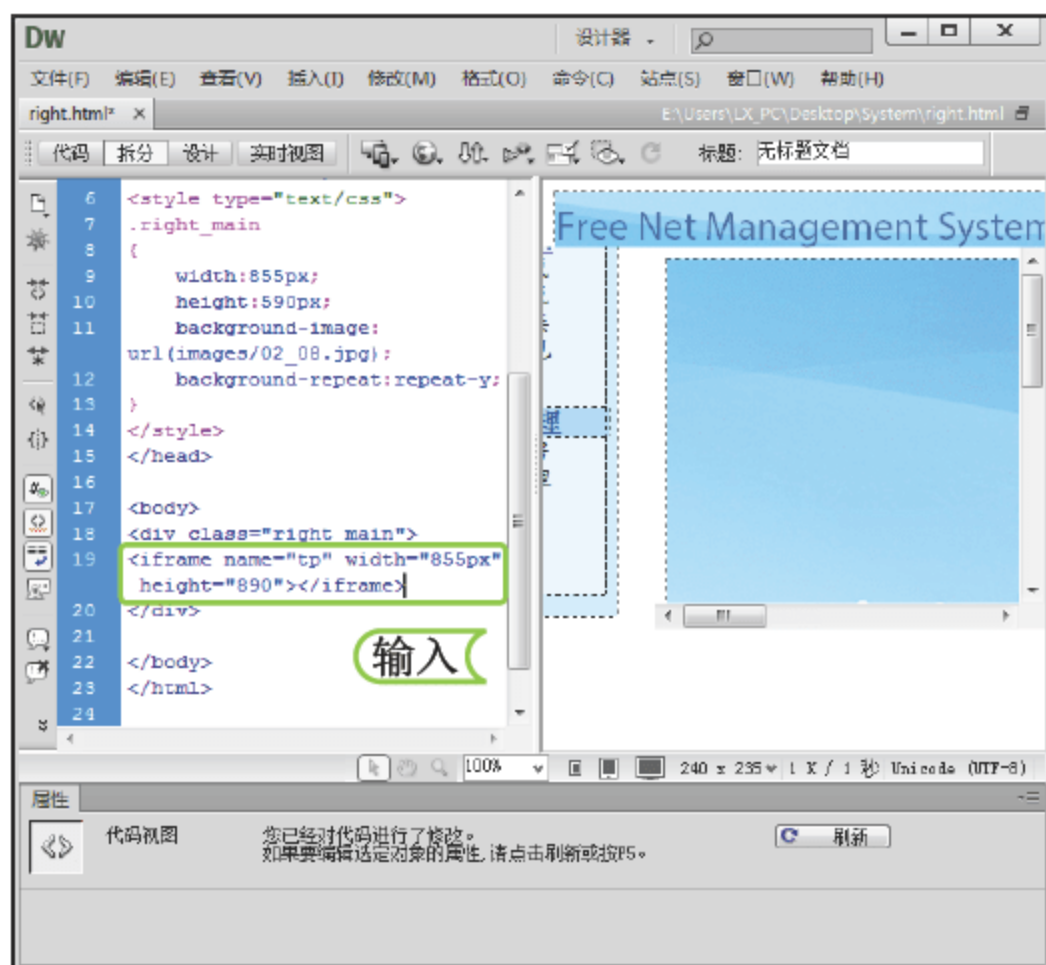 Dw
设计器
文件(F) 编辑(E) 查看(V) 插入(I) 修改(M) 格式(O) 命令(C) 站点(S) 窗口(W) 帮助(H)
right.html* ×
E:\Users\LX_PC\Desktop\System\right.html
代码 拆分 设计 实时视图 标题: 无标题文档
6 <style type="text/css">
7 .right_main
8 {
9 width:855px;
10 height:590px;
11 background-image:
url(images/02_08.jpg);
12 background-repeat:repeat-y;
13 }
14 </style>
15 </head>
16
17 <body>
18 <div class="right_main">
19 <iframe name="tp" width="855px"
height="890"></iframe>
20 </div>
21
22 </body>
23 </html>
24
输入
Free Net Management System
理
100% 240 x 235 1 K / 1 秒 Unicode (UTF-8)
属性
代码视图
您已经对代码进行了修改。
如果要编辑选定对象的属性,请点击刷新或按F5。
刷新